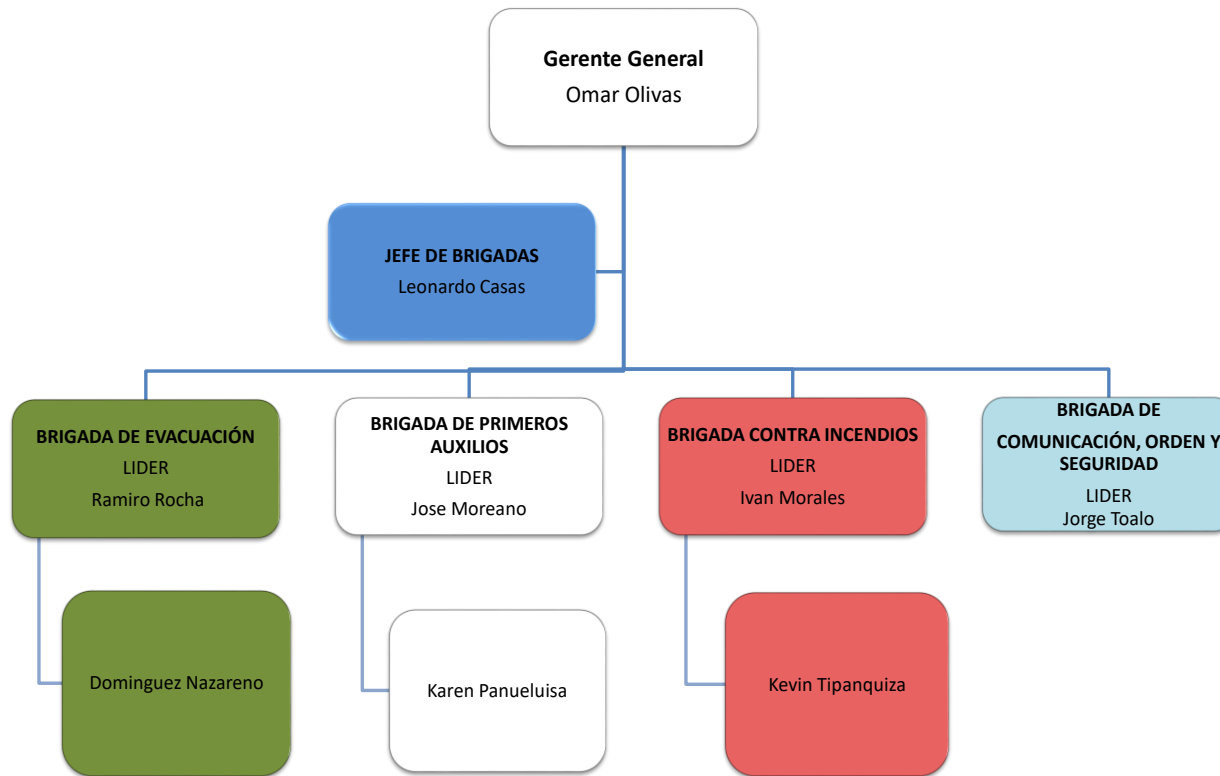 Gerente General
Omar Olivas
JEFE DE BRIGADAS
Leonardo Casas
BRIGADA DE EVACUACIÓN
LIDER
Ramiro Rocha
BRIGADA DE PRIMEROS
AUXILIOS
LIDER
Jose Moreano
BRIGADA CONTRA INCENDIOS
LIDER
Ivan Morales
BRIGADA DE
COMUNICACIÓN, ORDEN Y
SEGURIDAD
LIDER
Jorge Toalo
Dominguez Nazareno
Karen Panueluisa
Kevin Tipanquiza